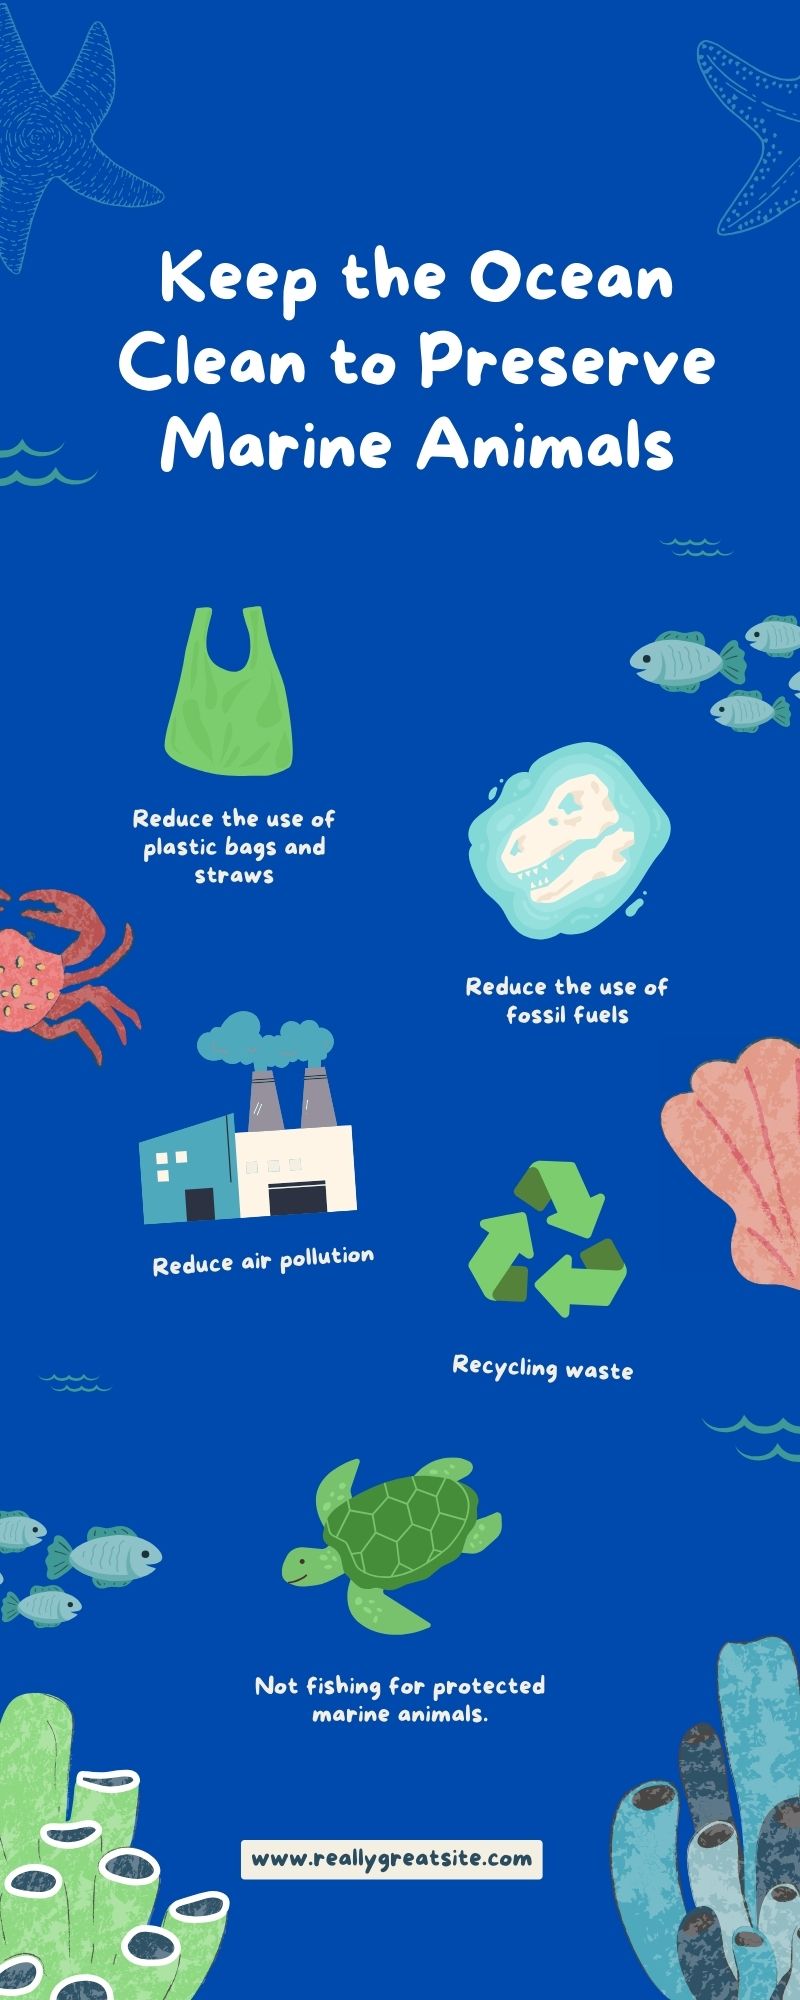 Keep the Ocean
Clean to Preserve
Marine Animals
Reduce the use of
plastic bags and
straws
Reduce the use of
fossil fuels
Reduce air pollution
Recycling waste
Not fishing for protected
marine animals.
www.reallygreatsite.com